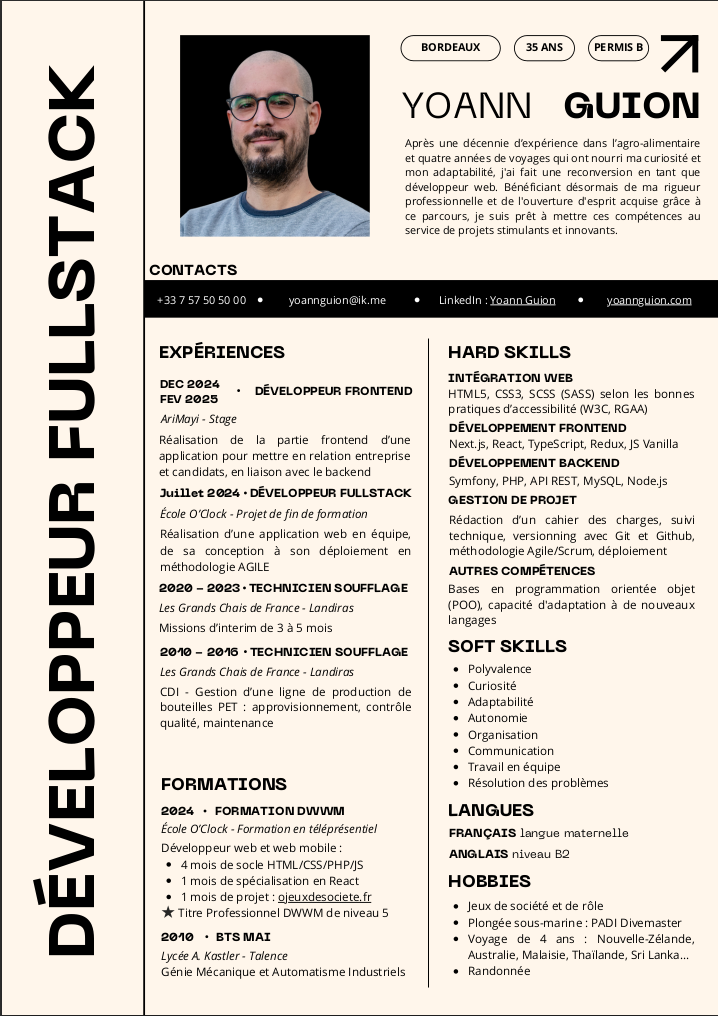 DÉVELOPPEUR FULLSTACK
BORDEAUX
35 ANS
PERMIS B
YOANN GUION
Après une décennie d’expérience dans l’agro-alimentaire
et quatre années de voyages qui ont nourri ma curiosité et
mon adaptabilité, j'ai fait une reconversion en tant que
développeur web. Bénéficiant désormais de ma rigueur
professionnelle et de l'ouverture d'esprit acquise grâce à
ce parcours, je suis prêt à mettre ces compétences au
service de projets stimulants et innovants.
CONTACTS
+33 7 57 50 50 00 • yoannguion@ik.me • LinkedIn : Yoann Guion • yoannguion.com
EXPÉRIENCES
DEC 2024
FEV 2025 • DÉVELOPPEUR FRONTEND
AriMayi - Stage
Réalisation de la partie frontend d’une
application pour mettre en relation entreprise
et candidats, en liaison avec le backend
Juillet 2024 • DÉVELOPPEUR FULLSTACK
École O’Clock - Projet de fin de formation
Réalisation d’une application web en équipe,
de sa conception à son déploiement en
méthodologie AGILE
2020 – 2023 • TECHNICIEN SOUFFLAGE
Les Grands Chais de France - Landiras
Missions d’interim de 3 à 5 mois
2010 – 2016 • TECHNICIEN SOUFFLAGE
Les Grands Chais de France - Landiras
CDI - Gestion d’une ligne de production de
bouteilles PET : approvisionnement, contrôle
qualité, maintenance
FORMATIONS
2024 • FORMATION DWWM
École O’Clock - Formation en téléprésentiel
Développeur web et web mobile :
• 4 mois de socle HTML/CSS/PHP/JS
• 1 mois de spécialisation en React
• 1 mois de projet : ojeuxdesociete.fr
★ Titre Professionnel DWWM de niveau 5
2010 • BTS MAI
Lycée A. Kastler - Talence
Génie Mécanique et Automatisme Industriels
HARD SKILLS
INTÉGRATION WEB
HTML5, CSS3, SCSS (SASS) selon les bonnes
pratiques d’accessibilité (W3C, RGAA)
DÉVELOPPEMENT FRONTEND
Next.js, React, TypeScript, Redux, JS Vanilla
DÉVELOPPEMENT BACKEND
Symfony, PHP, API REST, MySQL, Node.js
GESTION DE PROJET
Rédaction d’un cahier des charges, suivi
technique, versionning avec Git et Github,
méthodologie Agile/Scrum, déploiement
AUTRES COMPÉTENCES
Bases en programmation orientée objet
(POO), capacité d'adaptation à de nouveaux
langages
SOFT SKILLS
• Polyvalence
• Curiosité
• Adaptabilité
• Autonomie
• Organisation
• Communication
• Travail en équipe
• Résolution des problèmes
LANGUES
FRANÇAIS langue maternelle
ANGLAIS niveau B2
HOBBIES
• Jeux de société et de rôle
• Plongée sous-marine : PADI Divemaster
• Voyage de 4 ans : Nouvelle-Zélande,
Australie, Malaisie, Thaïlande, Sri Lanka...
• Randonnée